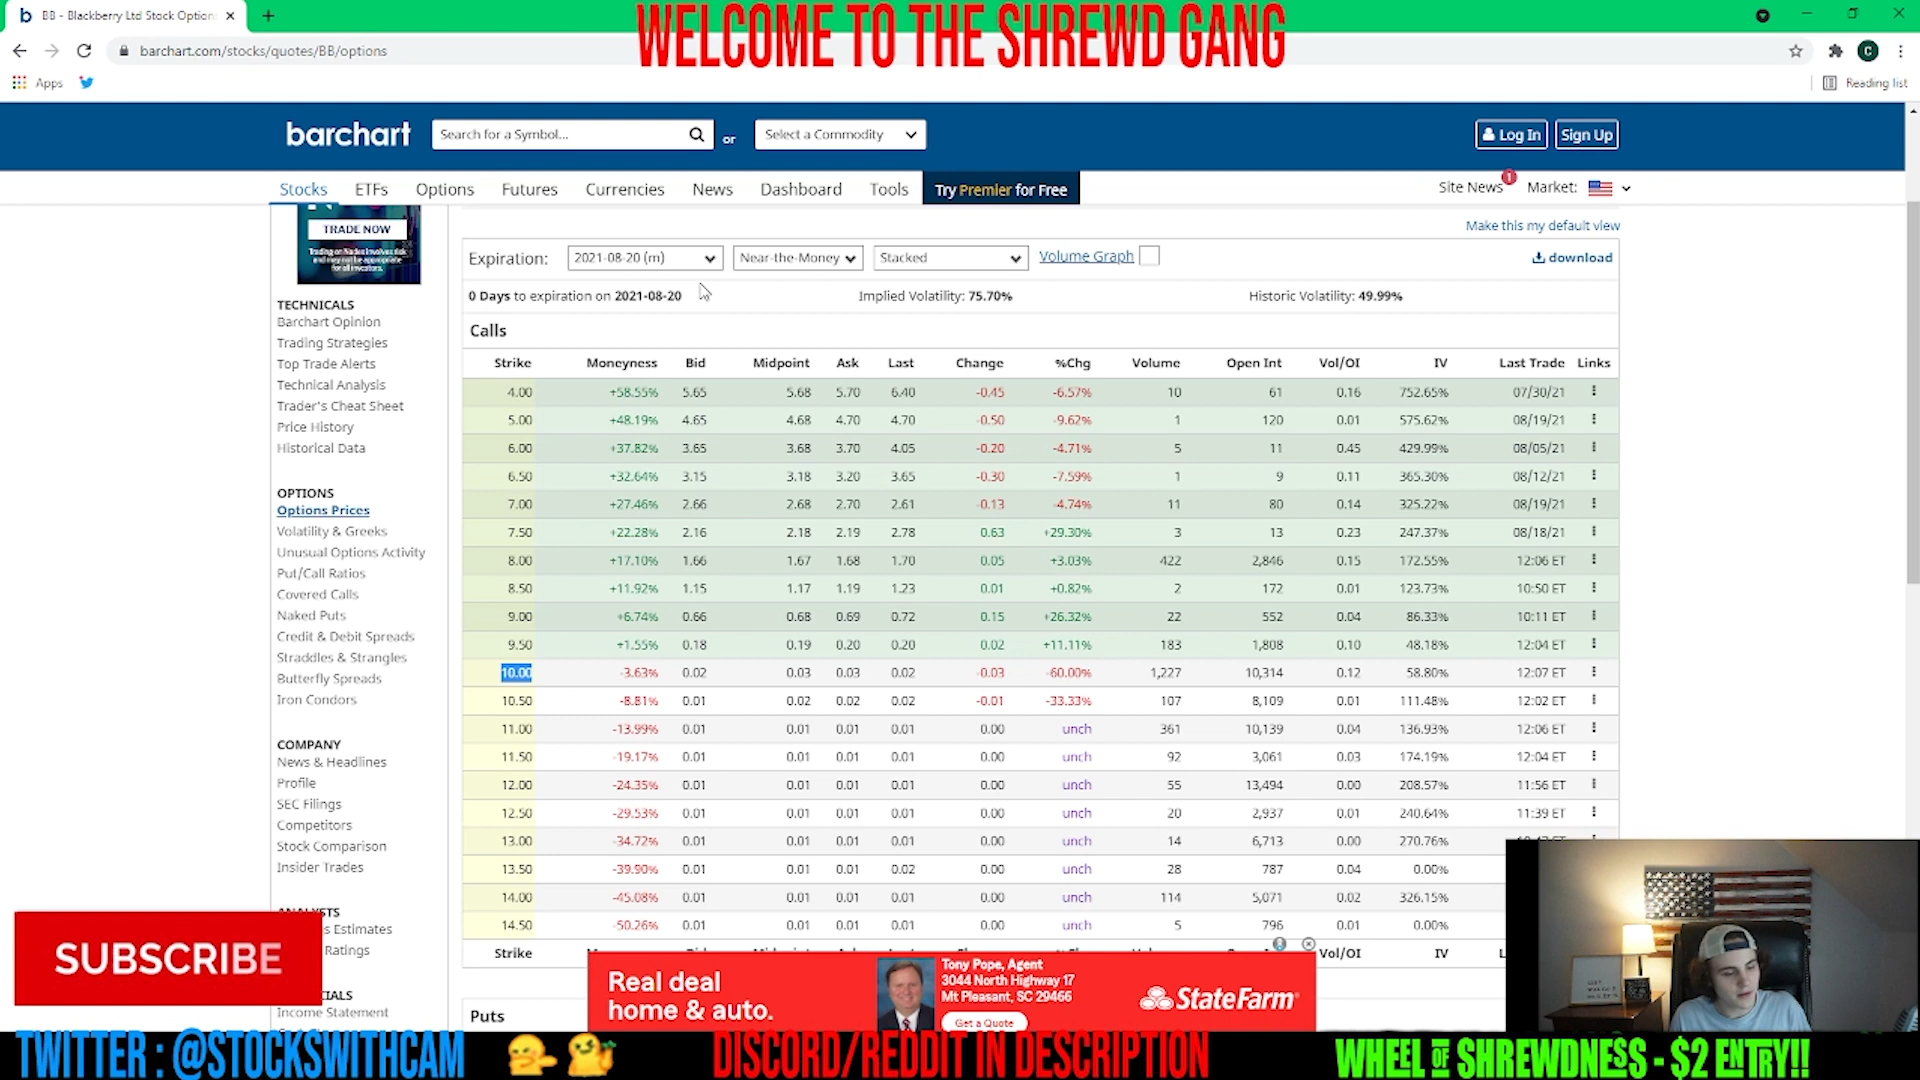 BB - Blackberry Ltd Stock Option
WELCOME TO THE SHREWD GANG
barchart.com/stocks/quotes/BB/options
C
Apps
Reading list
barchart
Search for a Symbol...
or
Select a Commodity
Log In
Sign Up
Stocks ETFs Options Futures Currencies News Dashboard Tools Try Premier for Free
Site News 1 Market:
TRADE NOW
Make this my default view
Expiration: 2021-08-20 (m) Near-the-Money Stacked Volume Graph download
0 Days to expiration on 2021-08-20 Implied Volatility: 75.70% Historic Volatility: 49.99%
Calls
Strike Moneyness Bid Midpoint Ask Last Change %Chg Volume Open Int Vol/OI IV Last Trade Links
4.00 +58.55% 5.65 5.68 5.70 6.40 -0.45 -6.57% 10 61 0.16 752.65% 07/30/21
5.00 +48.19% 4.65 4.68 4.70 4.70 -0.50 -9.62% 1 120 0.01 575.62% 08/19/21
6.00 +37.82% 3.65 3.68 3.70 4.05 -0.20 -4.71% 5 11 0.45 429.99% 08/05/21
6.50 +32.64% 3.15 3.18 3.20 3.65 -0.30 -7.59% 1 9 0.11 365.30% 08/12/21
7.00 +27.46% 2.66 2.68 2.70 2.61 -0.13 -4.74% 11 80 0.14 325.22% 08/19/21
7.50 +22.28% 2.16 2.18 2.19 2.78 0.63 +29.30% 3 13 0.23 247.37% 08/18/21
8.00 +17.10% 1.66 1.67 1.68 1.70 0.05 +3.03% 422 2,846 0.15 172.55% 12:06 ET
8.50 +11.92% 1.15 1.17 1.19 1.23 0.01 +0.82% 2 172 0.01 123.73% 10:50 ET
9.00 +6.74% 0.66 0.68 0.69 0.72 0.15 +26.32% 22 552 0.04 86.33% 10:11 ET
9.50 +1.55% 0.18 0.19 0.20 0.20 0.02 +11.11% 183 1,808 0.10 48.18% 12:04 ET
10.00 -3.63% 0.02 0.03 0.03 0.02 -0.03 -60.00% 1,227 10,314 0.12 58.80% 12:07 ET
10.50 -8.81% 0.01 0.02 0.02 0.02 -0.01 -33.33% 107 8,109 0.01 111.48% 12:02 ET
11.00 -13.99% 0.01 0.01 0.01 0.01 0.00 unch 361 10,139 0.04 136.93% 12:06 ET
11.50 -19.17% 0.01 0.01 0.01 0.01 0.00 unch 92 3,061 0.03 174.19% 12:04 ET
12.00 -24.35% 0.01 0.01 0.01 0.01 0.00 unch 55 13,494 0.00 208.57% 11:56 ET
12.50 -29.53% 0.01 0.01 0.01 0.01 0.00 unch 20 2,937 0.01 240.64% 11:39 ET
13.00 -34.72% 0.01 0.01 0.01 0.01 0.00 unch 14 6,713 0.00 270.76%
13.50 -39.90% 0.01 0.01 0.01 0.02 0.00 unch 28 787 0.04 0.00%
14.00 -45.08% 0.01 0.01 0.01 0.01 0.00 unch 114 5,071 0.02 326.15%
14.50 -50.26% 0.01 0.01 0.01 0.01 0.00 unch 5 796 0.01 0.00%
Strike Vol/OI IV
Puts
TECHNICALS
Barchart Opinion
Trading Strategies
Top Trade Alerts
Technical Analysis
Trader's Cheat Sheet
Price History
Historical Data
OPTIONS
Options Prices
Volatility & Greeks
Unusual Options Activity
Put/Call Ratios
Covered Calls
Naked Puts
Credit & Debit Spreads
Straddles & Strangles
Butterfly Spreads
Iron Condors
COMPANY
News & Headlines
Profile
SEC Filings
Competitors
Stock Comparison
Insider Trades
Estimates
Ratings
Income Statement
SUBSCRIBE
Real deal
home & auto.
Tony Pope, Agent
3044 North Highway 17
Mt Pleasant, SC 29466
Get a Quote
StateFarm
TWITTER : @STOCKSWITHCAM
DISCORD/REDDIT IN DESCRIPTION
WHEEL OF SHREWDNESS - $2 ENTRY!!